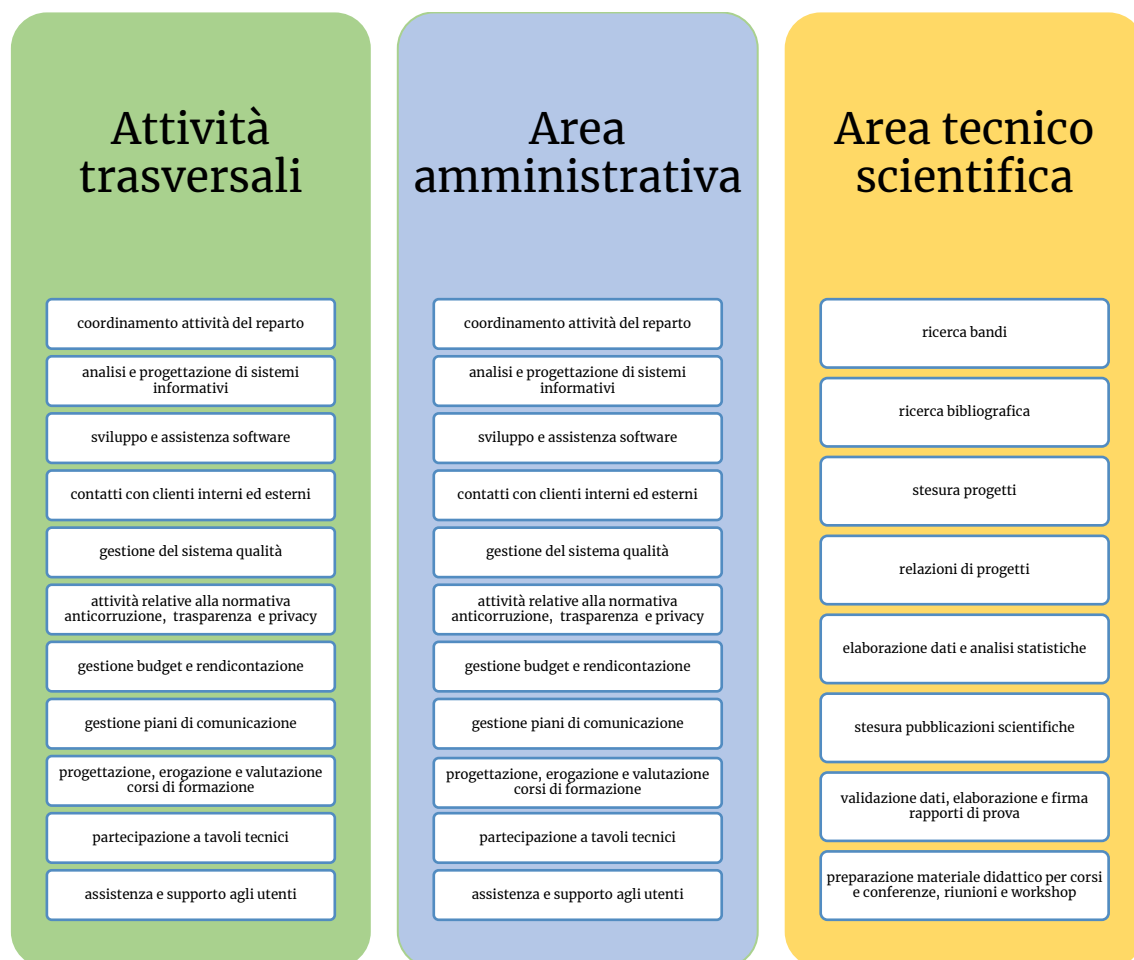 Attività
trasversali
coordinamento attività del reparto
analisi e progettazione di sistemi
informativi
sviluppo e assistenza software
contatti con clienti interni ed esterni
gestione del sistema qualità
attività relative alla normativa
anticorruzione,  trasparenza  e privacy
gestione budget e rendicontazione
gestione piani di comunicazione
progettazione, erogazione e valutazione
corsi di formazione
partecipazione a tavoli tecnici
assistenza e supporto agli utenti
Area
amministrativa
coordinamento attività del reparto
analisi e progettazione di sistemi
informativi
sviluppo e assistenza software
contatti con clienti interni ed esterni
gestione del sistema qualità
attività relative alla normativa
anticorruzione,  trasparenza  e privacy
gestione budget e rendicontazione
gestione piani di comunicazione
progettazione, erogazione e valutazione
corsi di formazione
partecipazione a tavoli tecnici
assistenza e supporto agli utenti
Area tecnico
scientifica
ricerca bandi
ricerca bibliografica
stesura progetti
relazioni di progetti
elaborazione dati e analisi statistiche
stesura pubblicazioni scientifiche
validazione dati, elaborazione e firma
rapporti di prova
preparazione materiale didattico per corsi
e conferenze, riunioni e workshop